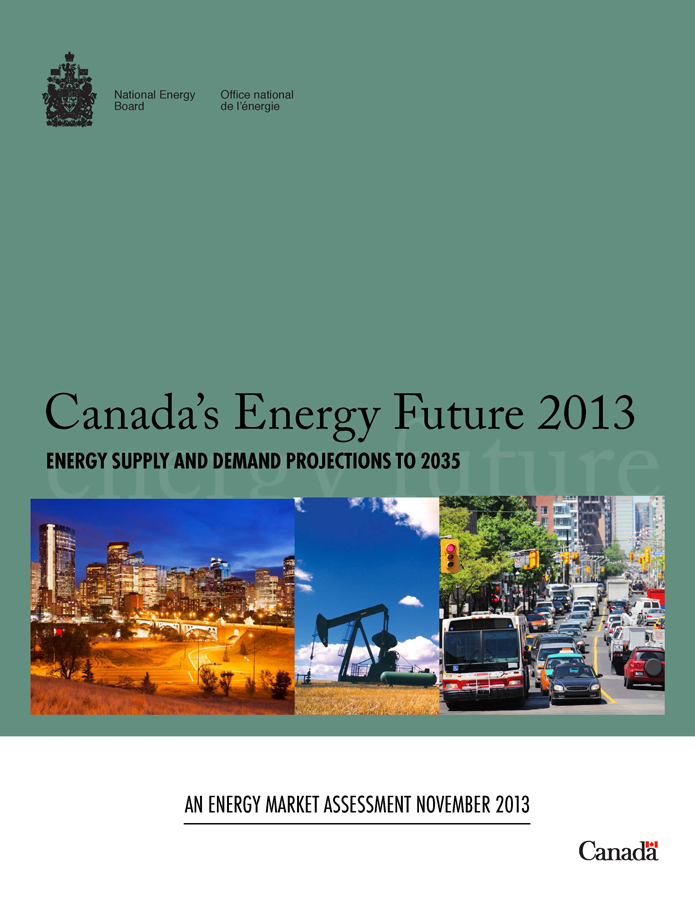 National Energy
Board
Office national
de l'énergie
Canada's Energy Future 2013
energy future
ENERGY SUPPLY AND DEMAND PROJECTIONS TO 2035
AN ENERGY MARKET ASSESSMENT NOVEMBER 2013
Canada